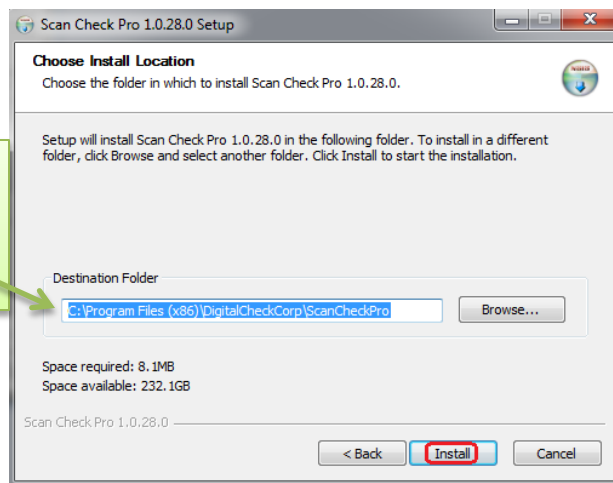 Scan Check Pro 1.0.28.0 Setup
Choose Install Location
Choose the folder in which to install Scan Check Pro 1.0.28.0.
Setup will install Scan Check Pro 1.0.28.0 in the following folder. To install in a different
folder, click Browse and select another folder. Click Install to start the installation.
Destination Folder
C:\Program Files (x86)\DigitalCheckCorp\ScanCheckPro
Browse...
Space required: 8.1MB
Space available: 232.1GB
Scan Check Pro 1.0.28.0
< Back
Install
Cancel